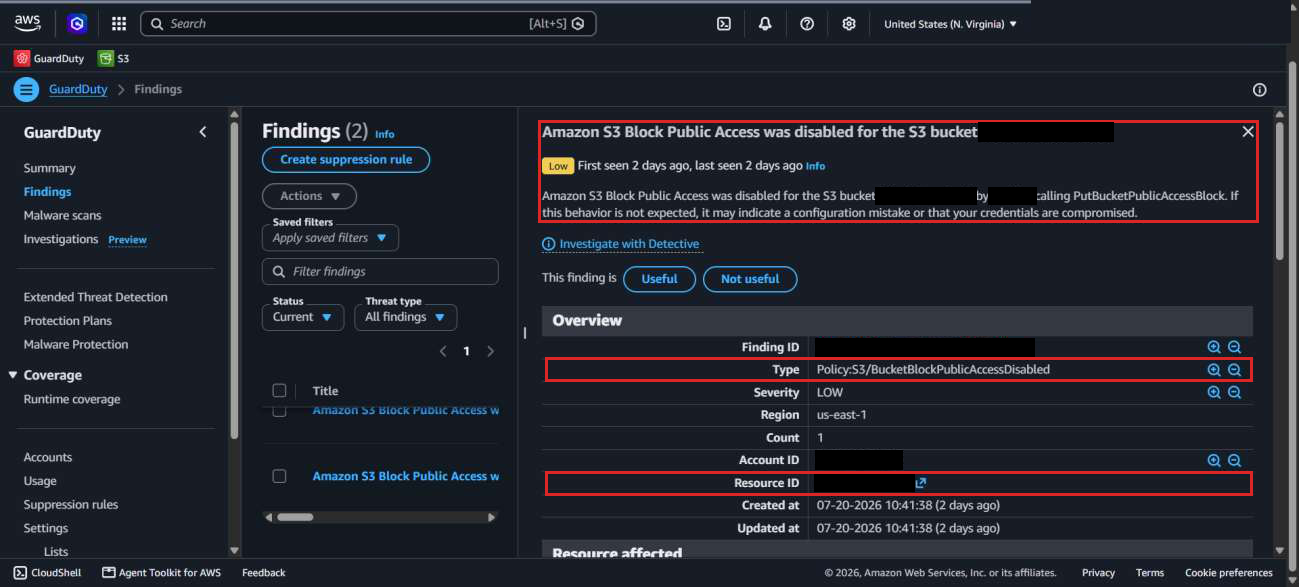 aws
Search
[Alt+S]
United States (N. Virginia)
GuardDuty
S3
GuardDuty
Findings
GuardDuty
Summary
Findings
Malware scans
Investigations Preview
Extended Threat Detection
Protection Plans
Malware Protection
Coverage
Runtime coverage
Accounts
Usage
Suppression rules
Settings
Lists
Findings (2) Info
Create suppression rule
Actions
Saved filters
Apply saved filters
Filter findings
Status
Current
Threat type
All findings
1
Title
Amazon S3 Block Public Access w
Amazon S3 Block Public Access w
Amazon S3 Block Public Access was disabled for the S3 bucket
Low First seen 2 days ago, last seen 2 days ago Info
Amazon S3 Block Public Access was disabled for the S3 bucket by calling PutBucketPublicAccessBlock. If
this behavior is not expected, it may indicate a configuration mistake or that your credentials are compromised.
Investigate with Detective
This finding is Useful Not useful
Overview
Finding ID
Type Policy:S3/BucketBlockPublicAccessDisabled
Severity LOW
Region us-east-1
Count 1
Account ID
Resource ID
Created at 07-20-2026 10:41:38 (2 days ago)
Updated at 07-20-2026 10:41:38 (2 days ago)
Resource affected
CloudShell Agent Toolkit for AWS Feedback © 2026, Amazon Web Services, Inc. or its affiliates. Privacy Terms Cookie preferences